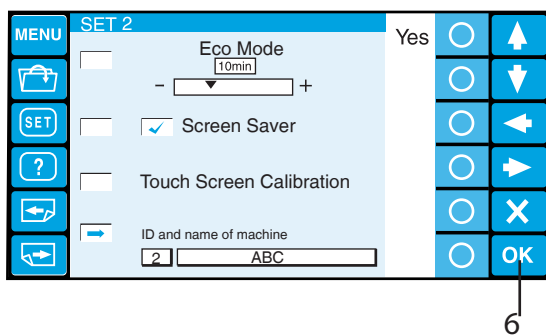 MENU
SET 2
Yes
Eco Mode
10min
- +
SET
Screen Saver
?
Touch Screen Calibration
ID and name of machine
2 ABC
OK
6